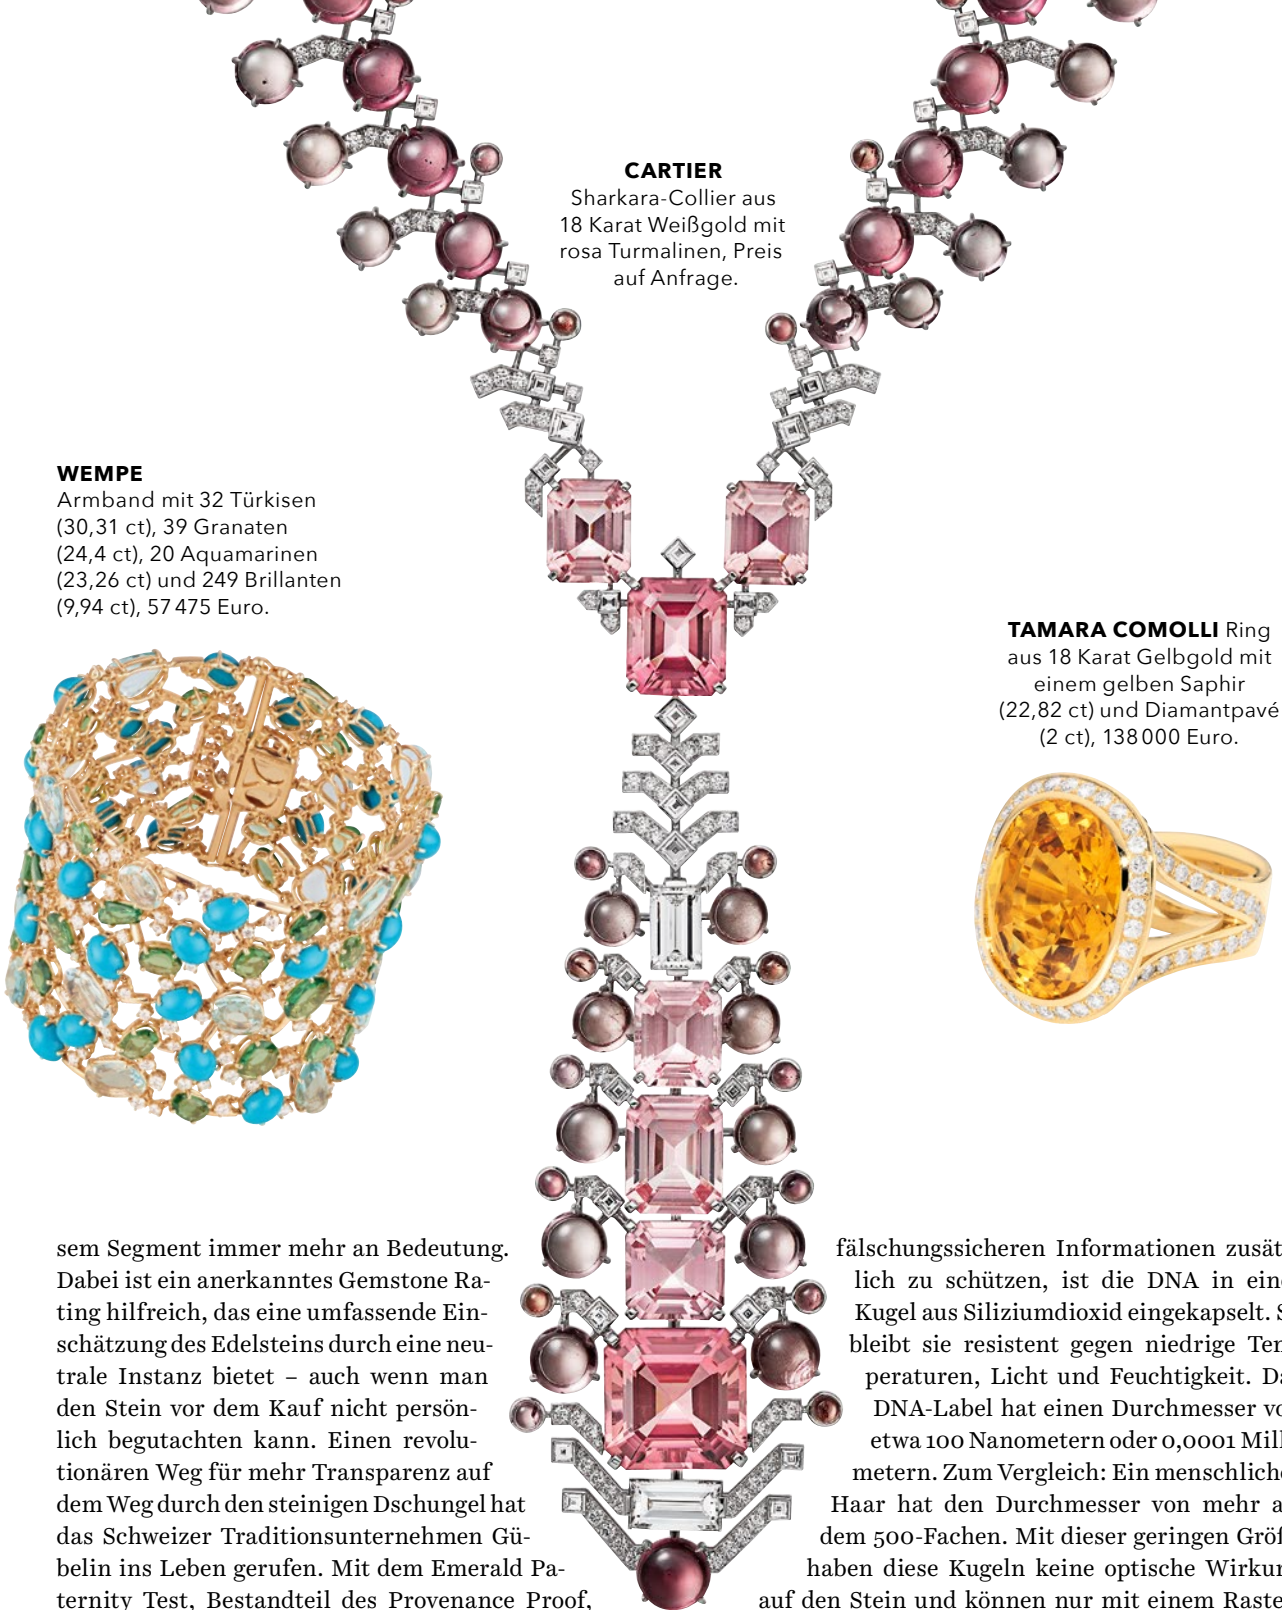 CARTIER
Sharkara-Collier aus
18 Karat Weißgold mit
rosa Turmalinen, Preis
auf Anfrage.
WEMPE
Armband mit 32 Türkisen
(30,31 ct), 39 Granaten
(24,4 ct), 20 Aquamarinen
(23,26 ct) und 249 Brillanten
(9,94 ct), 57 475 Euro.
TAMARA COMOLLI Ring
aus 18 Karat Gelbgold mit
einem gelben Saphir
(22,82 ct) und Diamantpavé
(2 ct), 138 000 Euro.
sem Segment immer mehr an Bedeutung.
Dabei ist ein anerkanntes Gemstone Ra-
ting hilfreich, das eine umfassende Ein-
schätzung des Edelsteins durch eine neu-
trale Instanz bietet – auch wenn man
den Stein vor dem Kauf nicht persön-
lich begutachten kann. Einen revolu-
tionären Weg für mehr Transparenz auf
dem Weg durch den steinigen Dschungel hat
das Schweizer Traditionsunternehmen Gü-
belin ins Leben gerufen. Mit dem Emerald Pa-
ternity Test, Bestandteil des Provenance Proof,
fälschungssicheren Informationen zusät
lich zu schützen, ist die DNA in ein
Kugel aus Siliziumdioxid eingekapselt. S
bleibt sie resistent gegen niedrige Tem
peraturen, Licht und Feuchtigkeit. Da
DNA-Label hat einen Durchmesser vo
etwa 100 Nanometern oder 0,0001 Mill
metern. Zum Vergleich: Ein menschliche
Haar hat den Durchmesser von mehr a
dem 500-Fachen. Mit dieser geringen Größ
haben diese Kugeln keine optische Wirkun
auf den Stein und können nur mit einem Raste